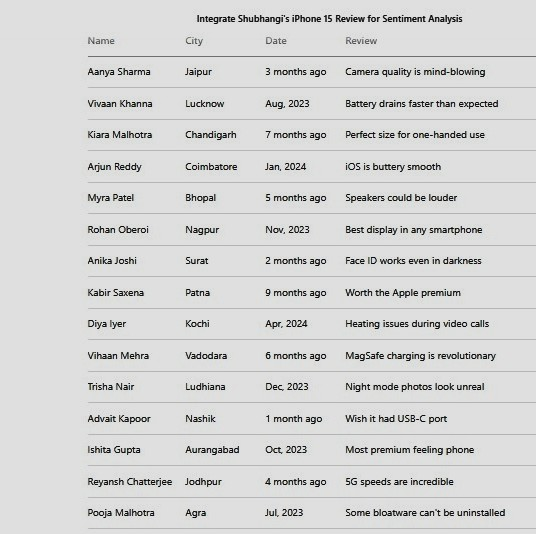 Integrate Shubhangi's iPhone 15 Review for Sentiment Analysis
Name City Date Review
Aanya Sharma Jaipur 3 months ago Camera quality is mind-blowing
Vivaan Khanna Lucknow Aug, 2023 Battery drains faster than expected
Kiara Malhotra Chandigarh 7 months ago Perfect size for one-handed use
Arjun Reddy Coimbatore Jan, 2024 iOS is buttery smooth
Myra Patel Bhopal 5 months ago Speakers could be louder
Rohan Oberoi Nagpur Nov, 2023 Best display in any smartphone
Anika Joshi Surat 2 months ago Face ID works even in darkness
Kabir Saxena Patna 9 months ago Worth the Apple premium
Diya Iyer Kochi Apr, 2024 Heating issues during video calls
Vihaan Mehra Vadodara 6 months ago MagSafe charging is revolutionary
Trisha Nair Ludhiana Dec, 2023 Night mode photos look unreal
Advait Kapoor Nashik 1 month ago Wish it had USB-C port
Ishita Gupta Aurangabad Oct, 2023 Most premium feeling phone
Reyansh Chatterjee Jodhpur 4 months ago 5G speeds are incredible
Pooja Malhotra Agra Jul, 2023 Some bloatware can't be uninstalled